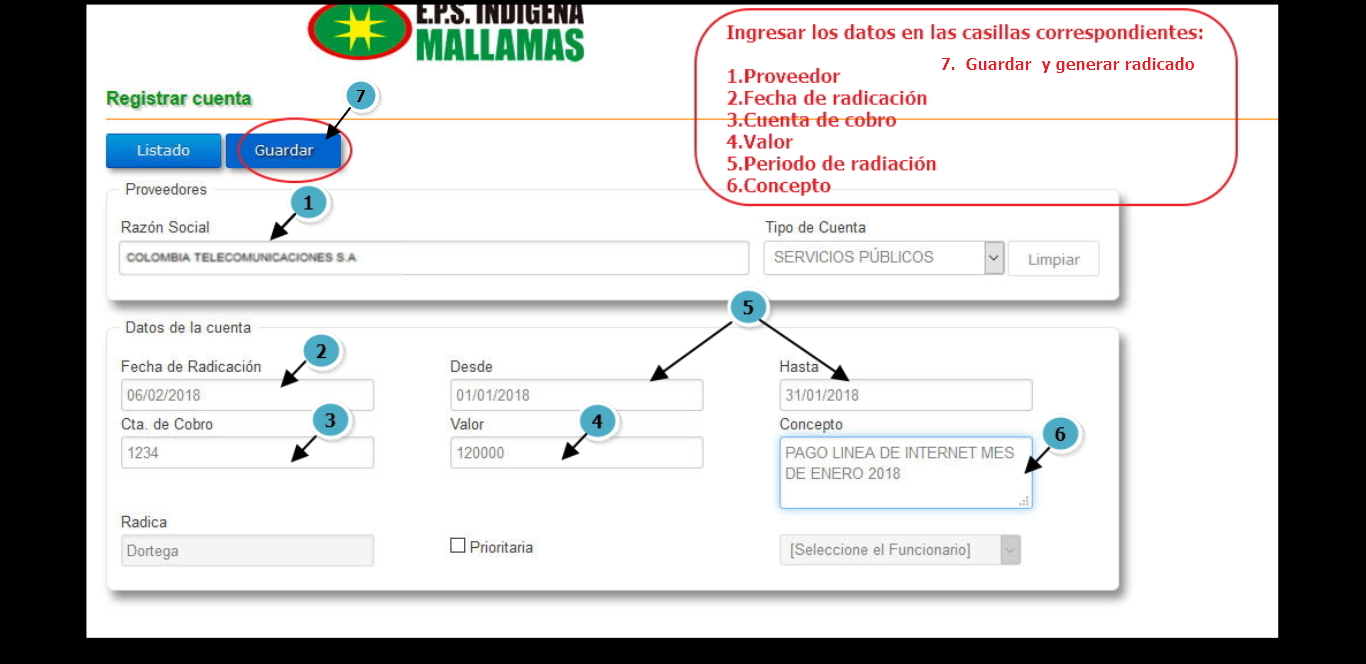 E.P.S. INDIGENA
MALLAMAS
Ingresar los datos en las casillas correspondientes:
7. Guardar y generar radicado
1.Proveedor
2.Fecha de radicación
3.Cuenta de cobro
4.Valor
5.Periodo de radiación
6.Concepto
Registrar cuenta
7
Listado
Guardar
Proveedores
1
Razón Social
Tipo de Cuenta
COLOMBIA TELECOMUNICACIONES S.A
SERVICIOS PÚBLICOS
Limpiar
5
Datos de la cuenta
2
Fecha de Radicación
Desde
Hasta
06/02/2018
01/01/2018
31/01/2018
Cta. de Cobro
3
Valor
4
Concepto
6
1234
120000
PAGO LINEA DE INTERNET MES
DE ENERO 2018
Radica
Dortega
Prioritaria
[Seleccione el Funcionario]